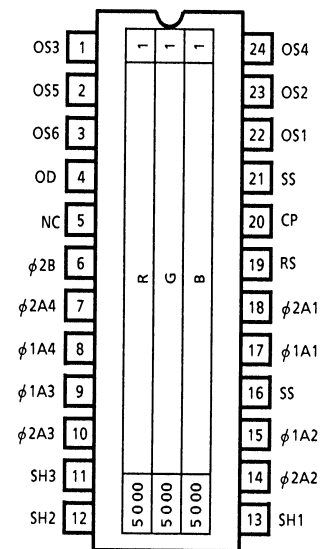 OS3 1 1 1 1 24 OS4
OS5 2 23 OS2
OS6 3 22 OS1
OD 4 21 SS
NC 5 20 CP
ϕ2B 6 R G B 19 RS
ϕ2A4 7 18 ϕ2A1
ϕ1A4 8 17 ϕ1A1
ϕ1A3 9 16 SS
ϕ2A3 10 15 ϕ1A2
SH3 11 14 ϕ2A2
SH2 12 5000 5000 5000 13 SH1